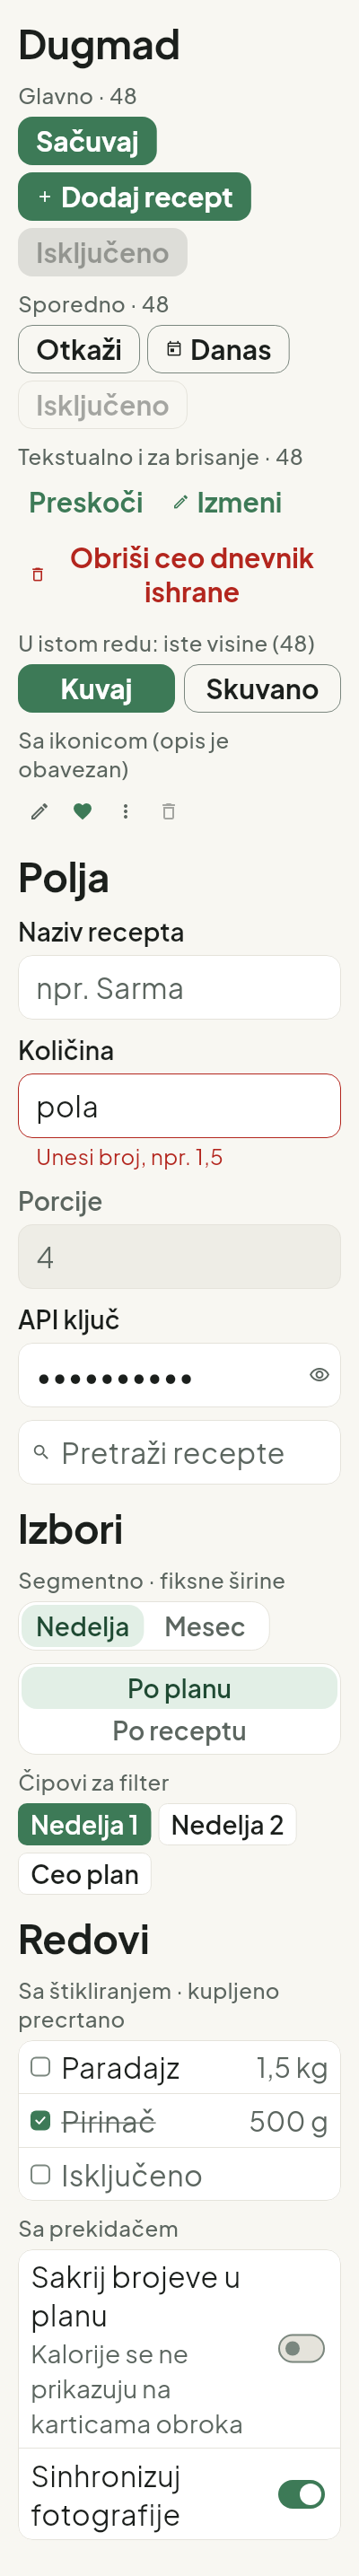 Dugmad
Glavno · 48
Sačuvaj
+ Dodaj recept
Isključeno
Sporedno · 48
Otkaži
Danas
Isključeno
Tekstualno i za brisanje · 48
Preskoči
Izmeni
Obriši ceo dnevnik
ishrane
U istom redu: iste visine (48)
Kuvaj
Skuvano
Sa ikonicom (opis je
obavezan)
Polja
Naziv recepta
npr. Sarma
Količina
pola
Unesi broj, npr. 1,5
Porcije
4
API ključ
••••••••••
Pretraži recepte
Izbori
Segmentno · fiksne širine
Nedelja
Mesec
Po planu
Po receptu
Čipovi za filter
Nedelja 1
Nedelja 2
Ceo plan
Redovi
Sa štikliranjem · kupljeno
precrtano
Paradajz 1,5 kg
Pirinač 500 g
Isključeno
Sa prekidačem
Sakrij brojeve u
planu
Kalorije se ne
prikazuju na
karticama obroka
Sinhronizuj
fotografije